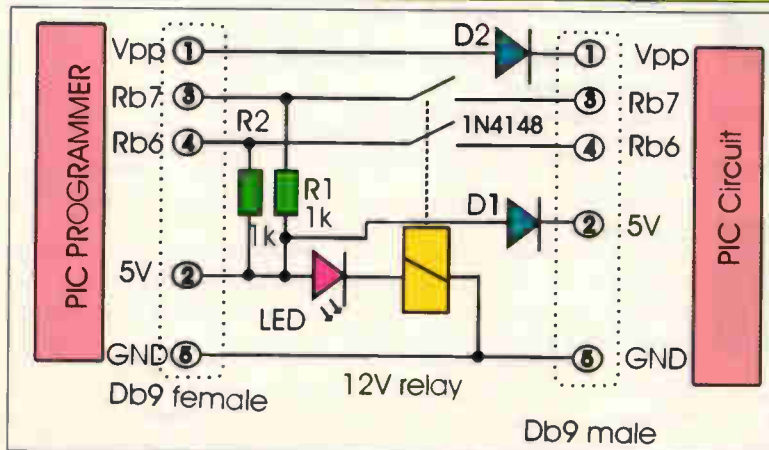 PIC PROGRAMMER
Vpp 1 D2 1 Vpp
Rb7 3 3 Rb7
Rb6 4 R2 1N4148 4 Rb6
R1
1k
1k
D1
5V 2 2 5V
LED
GND 5 5 GND
12V relay
Db9 female
Db9 male
PIC Circuit